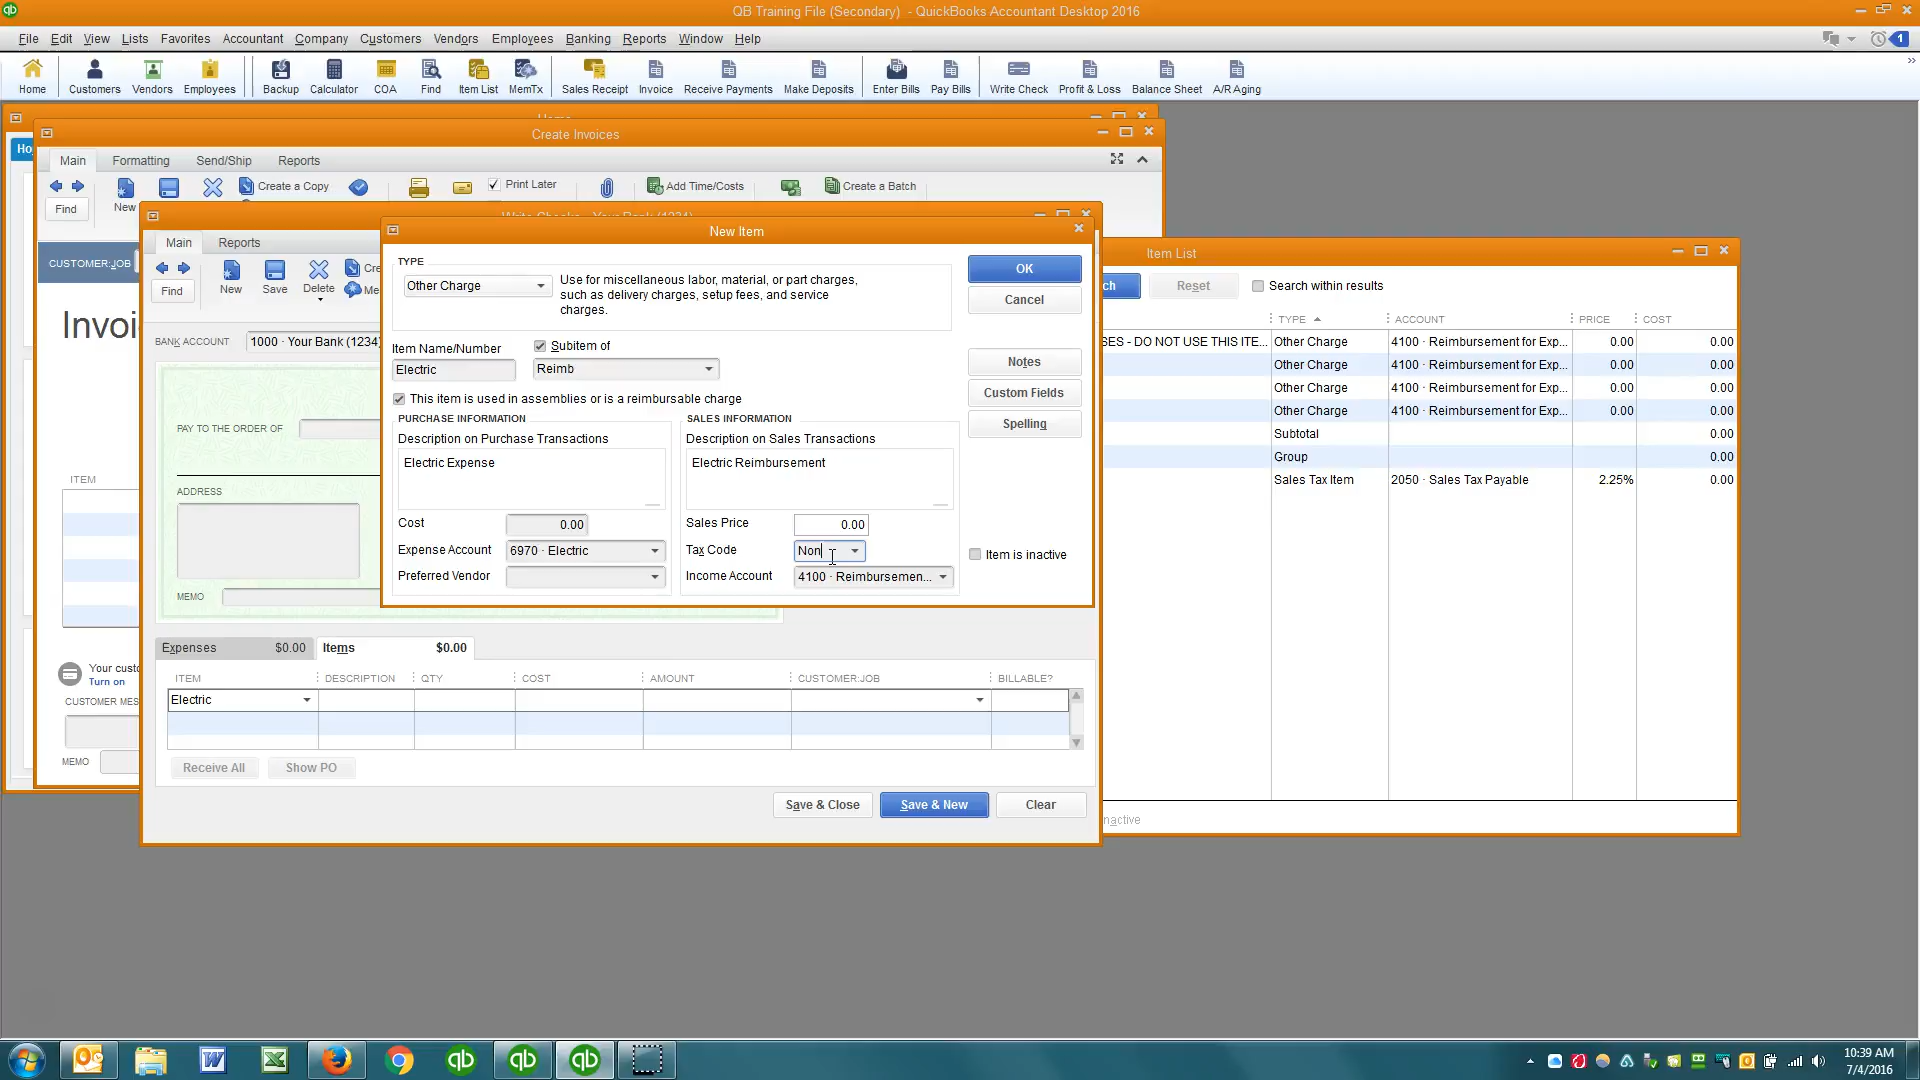 QB Training File (Secondary) - QuickBooks Accountant Desktop 2016
File Edit View Lists Favorites Accountant Company Customers Vendors Employees Banking Reports Window Help
1
Home Customers Vendors Employees Backup Calculator COA Find Item List MemTx Sales Receipt Invoice Receive Payments Make Deposits Enter Bills Pay Bills Write Check Profit & Loss Balance Sheet A/R Aging
Create Invoices
Main Formatting Send/Ship Reports
Create a Copy Print Later Add Time/Costs Create a Batch
New
Find
Write Checks - Your Bank (1234)
CUSTOMER:JOB
Main Reports
New Save Delete
Find
BANK ACCOUNT 1000 · Your Bank (1234)
PAY TO THE ORDER OF
ITEM
ADDRESS
MEMO
Turn on
MEMO
New Item
TYPE
Other Charge
Use for miscellaneous labor, material, or part charges,
such as delivery charges, setup fees, and service
charges.
OK
Cancel
Item Name/Number
Subitem of
Electric
Reimb
Notes
Custom Fields
Spelling
This item is used in assemblies or is a reimbursable charge
PURCHASE INFORMATION
SALES INFORMATION
Description on Purchase Transactions
Description on Sales Transactions
Electric Expense
Electric Reimbursement
Cost 0.00
Sales Price 0.00
Expense Account 6970 · Electric
Tax Code Non
Item is inactive
Preferred Vendor
Income Account 4100 · Reimbursemen...
Expenses $0.00 Items $0.00
ITEM DESCRIPTION QTY COST AMOUNT CUSTOMER:JOB BILLABLE?
Electric
Receive All Show PO
Save & Close Save & New Clear
Item List
Reset Search within results
TYPE ACCOUNT PRICE COST
SES - DO NOT USE THIS ITE... Other Charge 4100 · Reimbursement for Exp... 0.00 0.00
Other Charge 4100 · Reimbursement for Exp... 0.00 0.00
Other Charge 4100 · Reimbursement for Exp... 0.00 0.00
Other Charge 4100 · Reimbursement for Exp... 0.00 0.00
Subtotal 0.00
Group 0.00
Sales Tax Item 2050 · Sales Tax Payable 2.25% 0.00
10:39 AM
7/4/2016